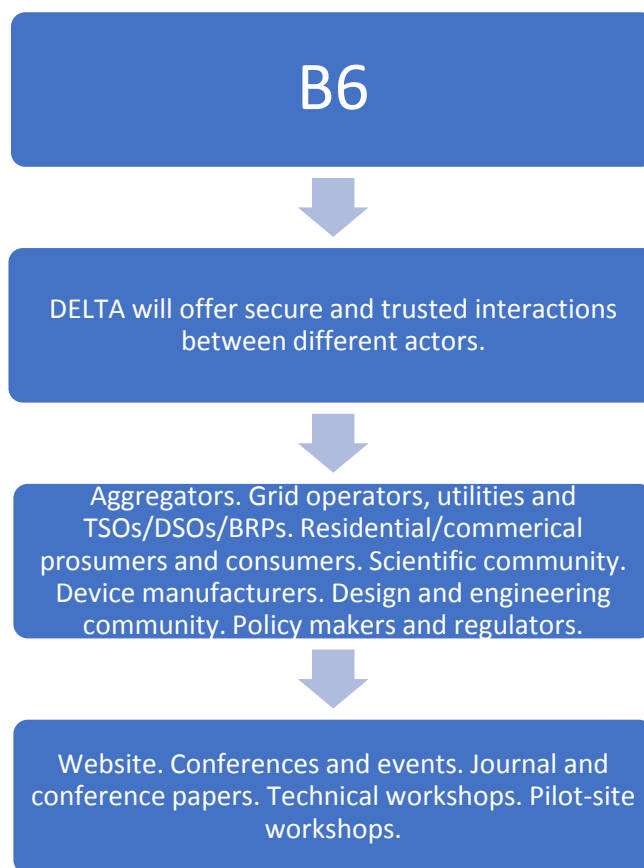 B6
DELTA will offer secure and trusted interactions
between different actors.
Aggregators. Grid operators, utilities and
TSOs/DSOs/BRPs. Residential/commerical
prosumers and consumers. Scientific community.
Device manufacturers. Design and engineering
community. Policy makers and regulators.
Website. Conferences and events. Journal and
conference papers. Technical workshops. Pilot-site
workshops.